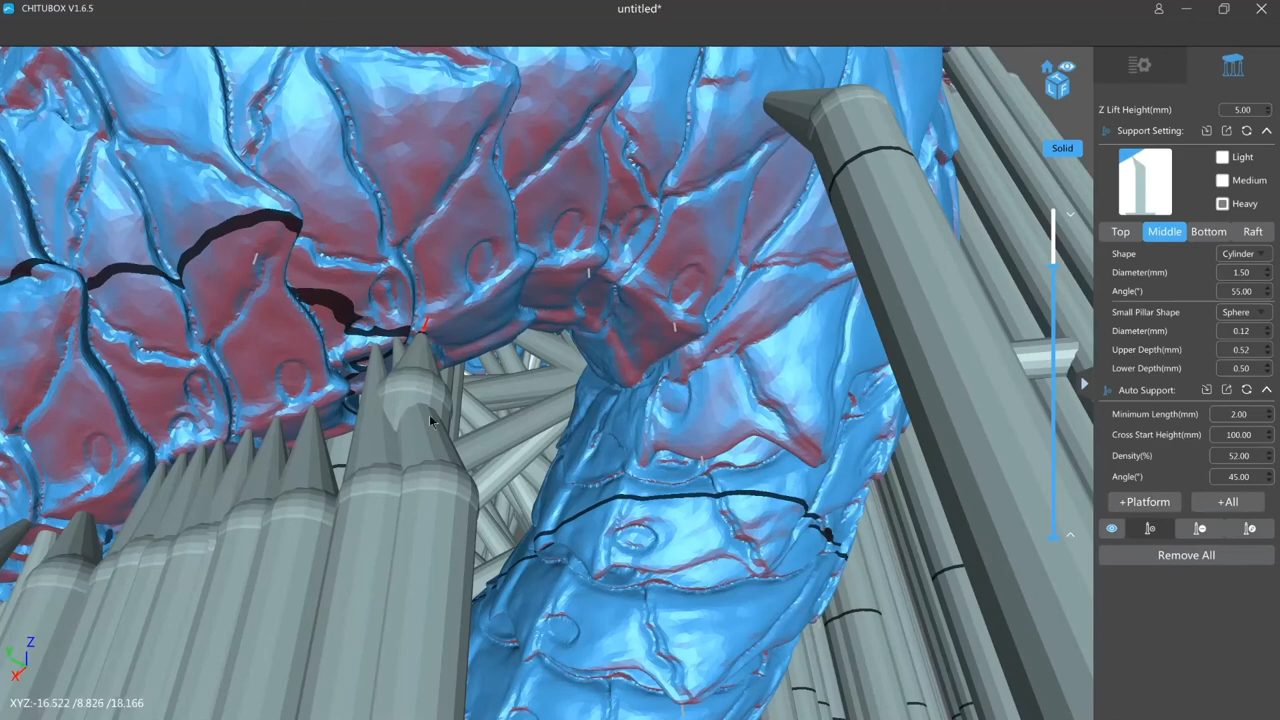 CHITUBOX V1.6.5
untitled*
Z Lift Height(mm) 5.00
Support Setting:
Light
Medium
Heavy
Top Middle Bottom Raft
Shape Cylinder
Diameter(mm) 1.50
Angle(°) 55.00
Small Pillar Shape Sphere
Diameter(mm) 0.12
Upper Depth(mm) 0.52
Lower Depth(mm) 0.50
Auto Support:
Minimum Length(mm) 2.00
Cross Start Height(mm) 100.00
Density(%) 52.00
Angle(°) 45.00
+Platform +All
Remove All
Solid
T
L F
Z
Y
X
XYZ:-16.522 /8.826 /18.166